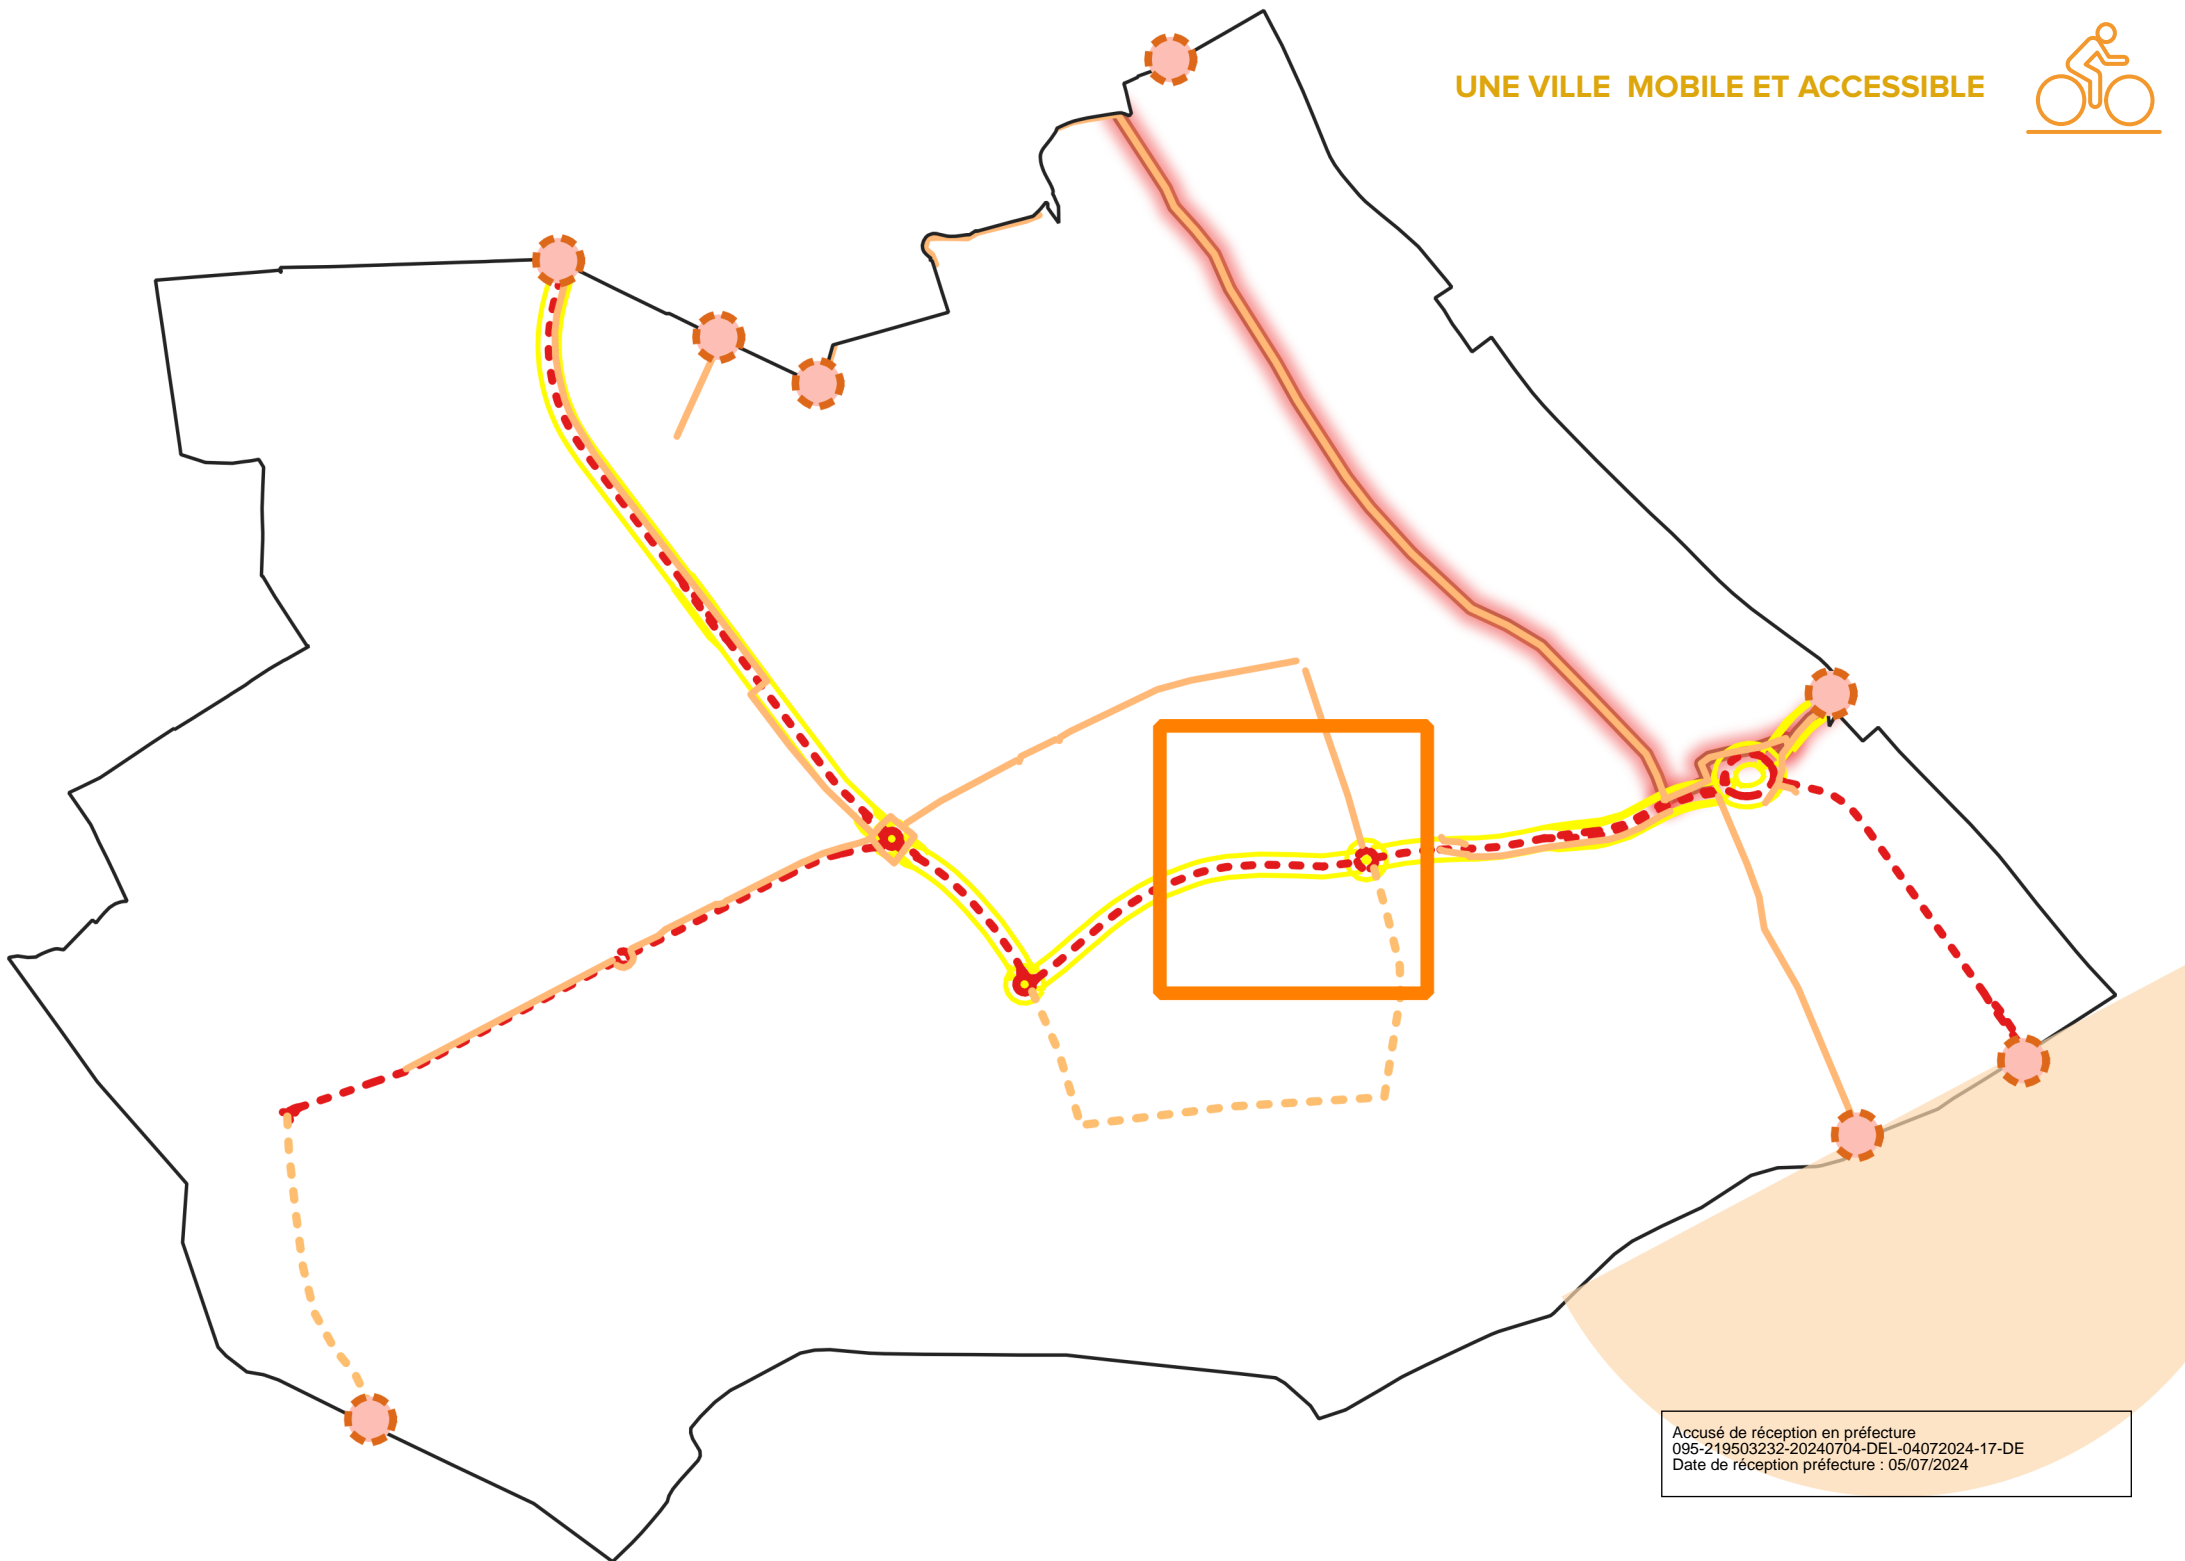 UNE VILLE MOBILE ET ACCESSIBLE
Accusé de réception en préfecture
095-219503232-20240704-DEL-04072024-17-DE
Date de réception préfecture : 05/07/2024